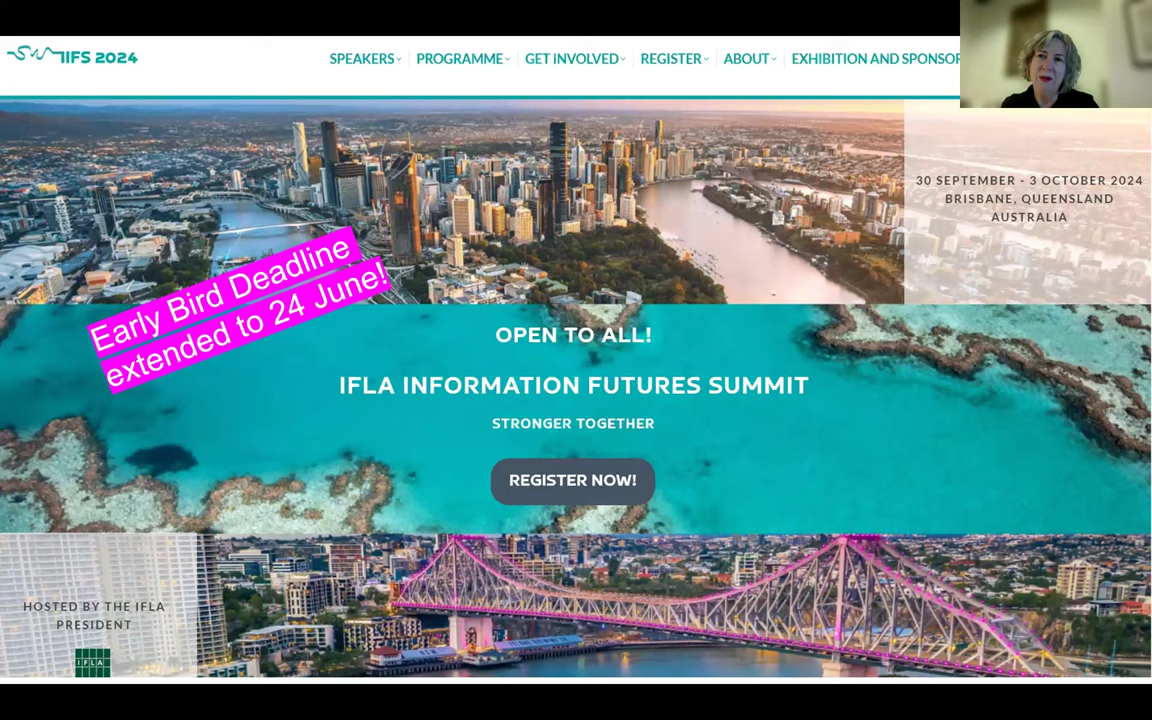 IFS 2024
SPEAKERS
PROGRAMME
GET INVOLVED
REGISTER
ABOUT
EXHIBITION AND SPONSOR
30 SEPTEMBER - 3 OCTOBER 2024
BRISBANE, QUEENSLAND
AUSTRALIA
Early Bird Deadline
extended to 24 June!
OPEN TO ALL!
IFLA INFORMATION FUTURES SUMMIT
STRONGER TOGETHER
REGISTER NOW!
HOSTED BY THE IFLA
PRESIDENT
IFLA